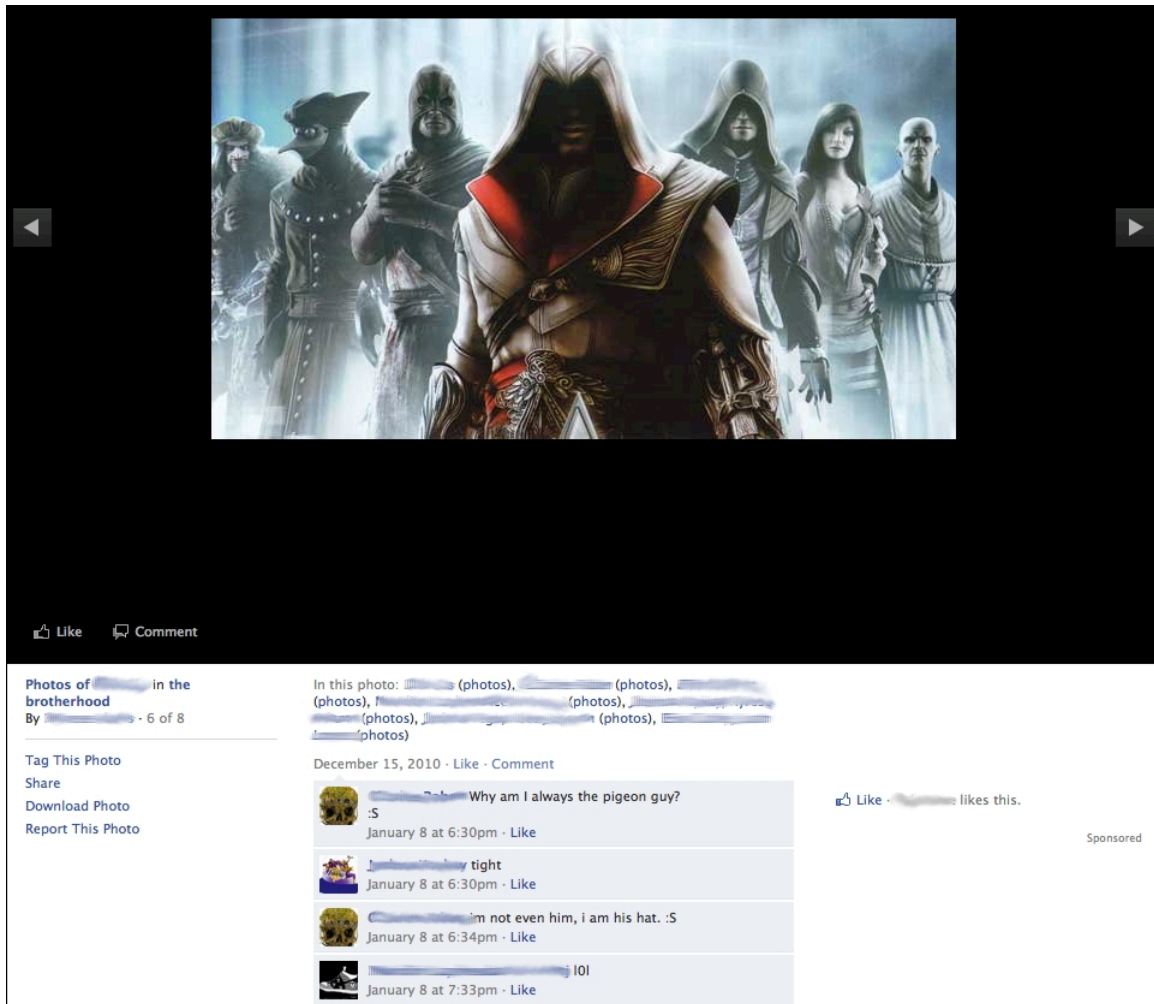 Like Comment
Photos of in the
brotherhood
By - 6 of 8
Tag This Photo
Share
Download Photo
Report This Photo
In this photo: (photos), (photos),
(photos), (photos),
(photos), (photos),
(photos)
December 15, 2010 · Like · Comment
Why am I always the pigeon guy?
:S
January 8 at 6:30pm · Like
tight
January 8 at 6:30pm · Like
im not even him, i am his hat. :S
January 8 at 6:34pm · Like
l0l
January 8 at 7:33pm · Like
Like · likes this.
Sponsored